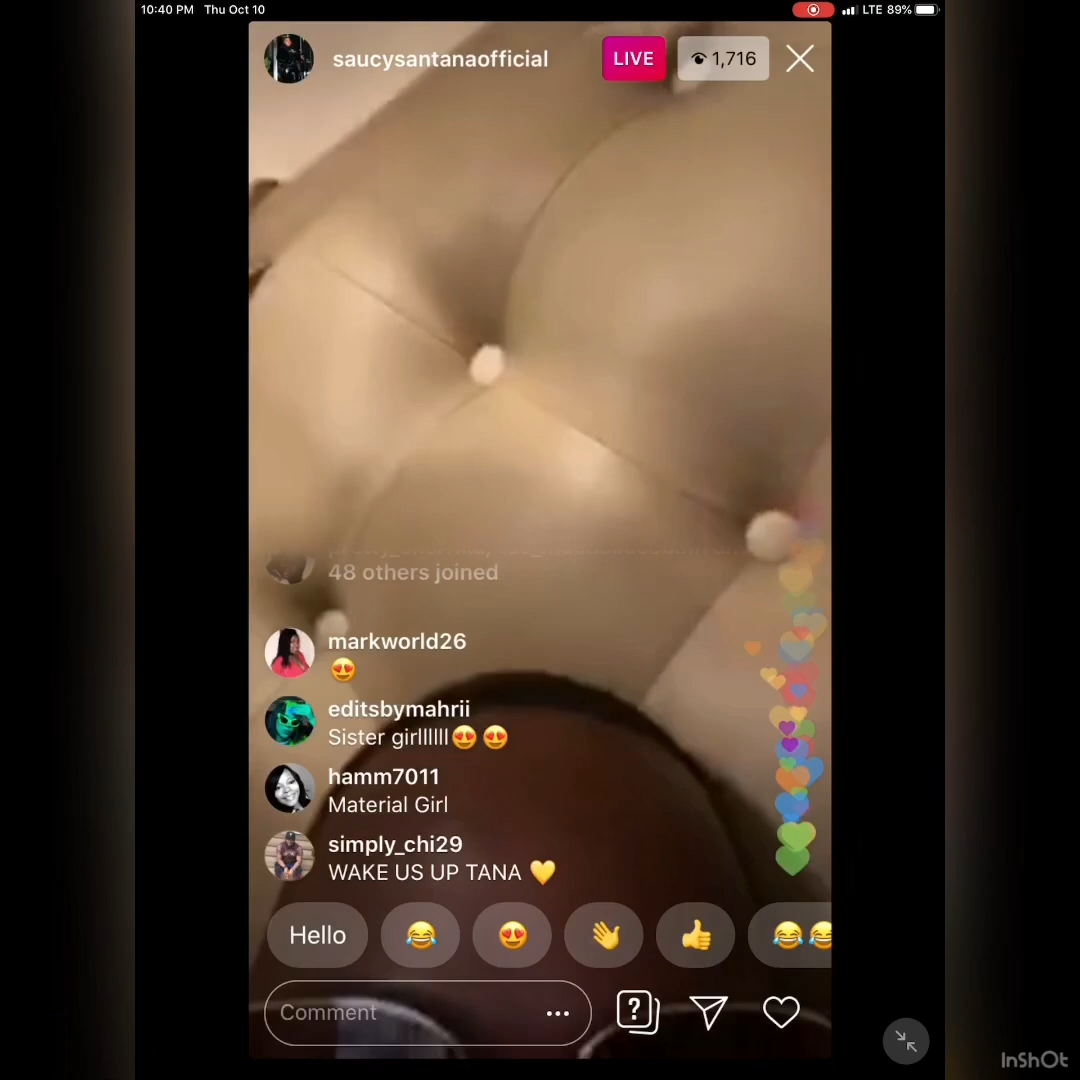 10:40 PM Thu Oct 10
LTE 89%
saucysantanaofficial
LIVE
1,716
48 others joined
markworld26
😍
editsbymahrii
Sister girllllll😍 😍
hamm7011
Material Girl
simply_chi29
WAKE US UP TANA 💛
Hello
Comment
InShOt